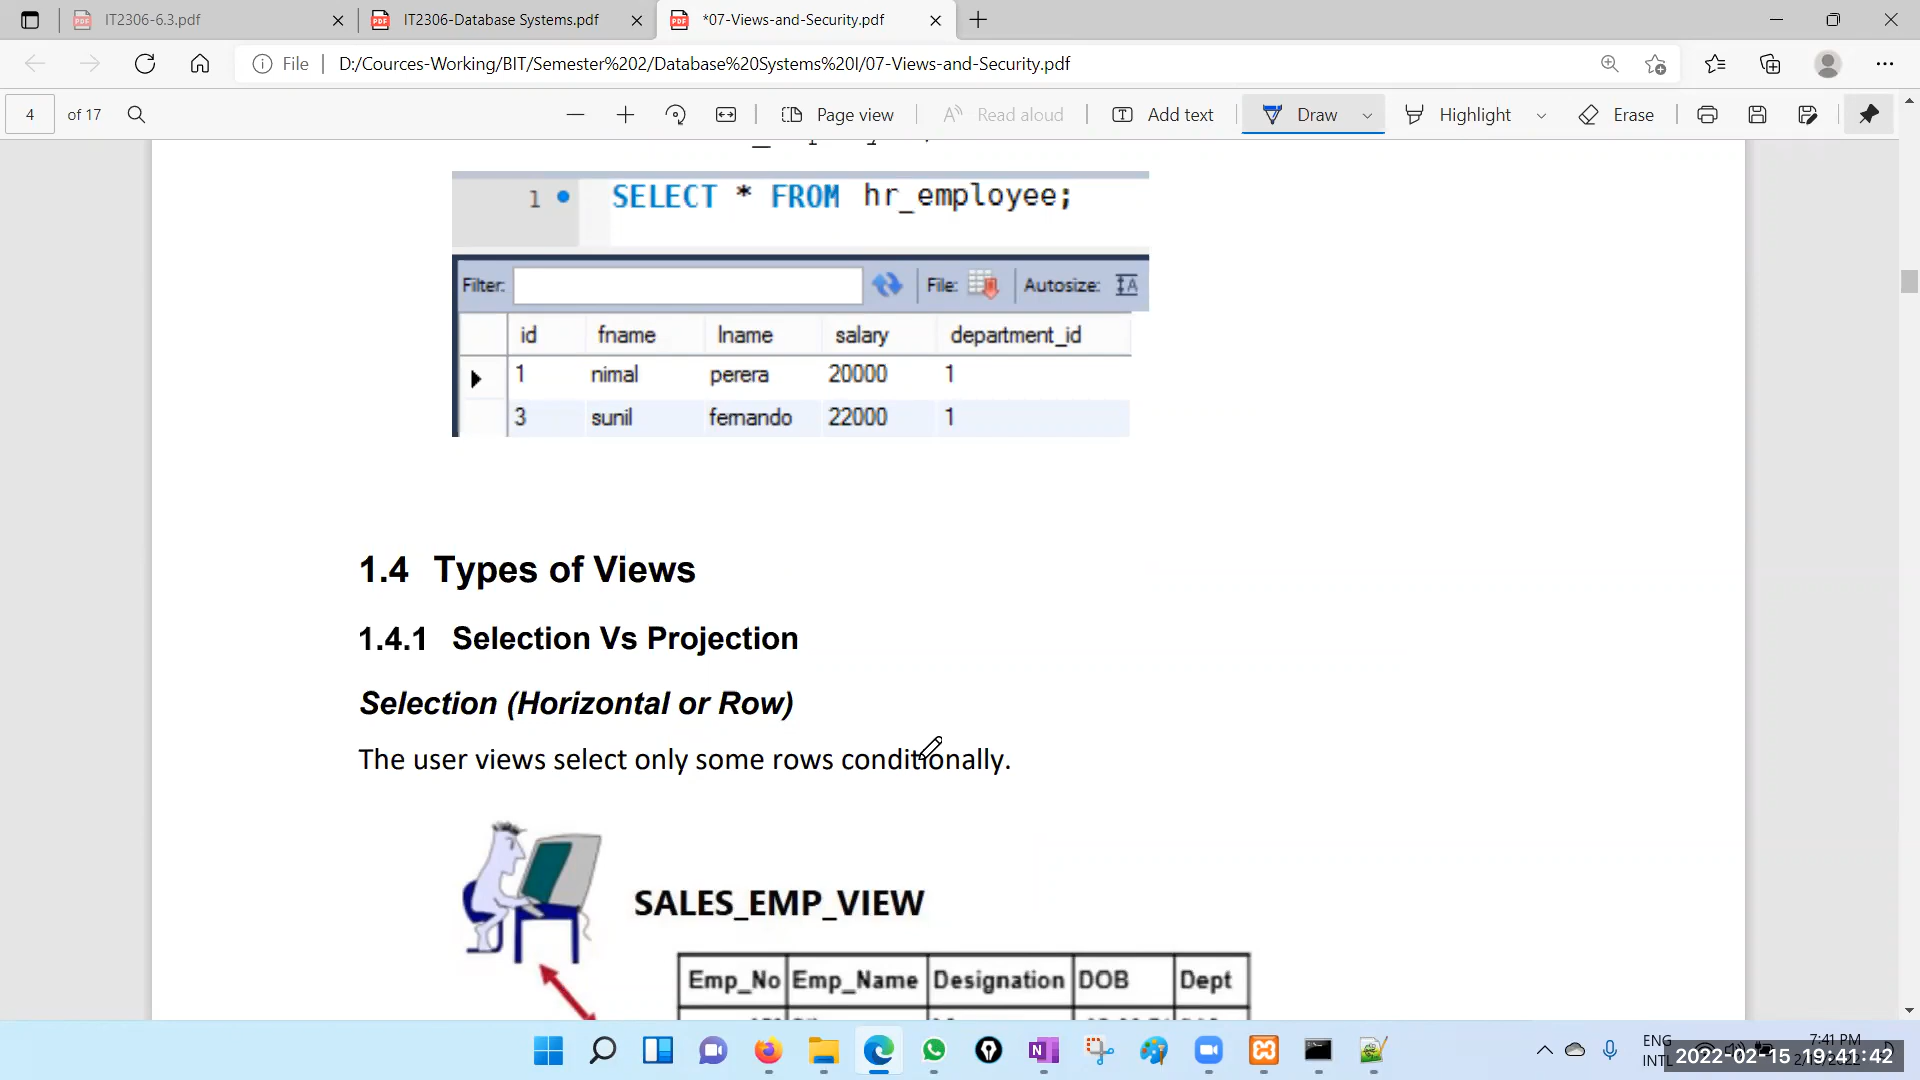 IT2306-6.3.pdf
IT2306-Database Systems.pdf
*07-Views-and-Security.pdf
File
D:/Cources-Working/BIT/Semester%202/Database%20Systems%20I/07-Views-and-Security.pdf
4 of 17
Page view
Read aloud
Add text
Draw
Highlight
Erase
1 SELECT * FROM hr_employee;
Filter: File: Autosize:
id fname lname salary department_id
1 nimal perera 20000 1
3 sunil fernando 22000 1
1.4 Types of Views
1.4.1 Selection Vs Projection
Selection (Horizontal or Row)
The user views select only some rows conditionally.
SALES_EMP_VIEW
Emp_No Emp_Name Designation DOB Dept
ENG
INTL
7:41 PM
2022-02-15 19:41:42